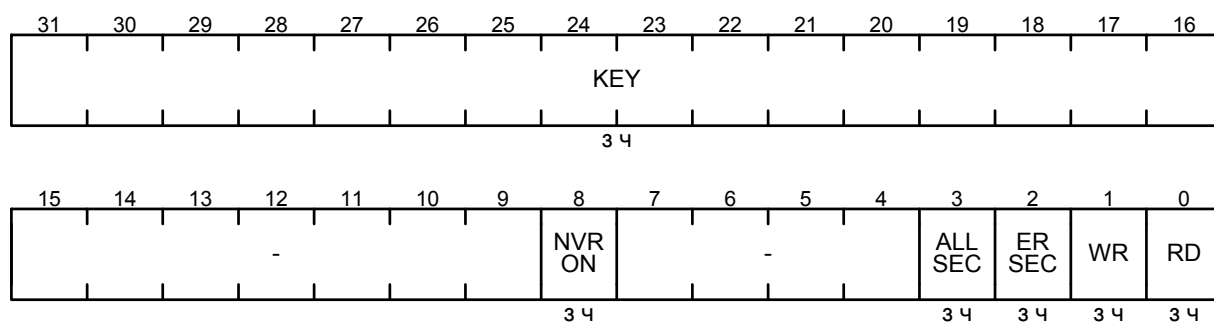 31 30 29 28 27 26 25 24 23 22 21 20 19 18 17 16
KEY
з ч
15 14 13 12 11 10 9 8 7 6 5 4 3 2 1 0
- NVR ON - ALL SEC ER SEC WR RD
з ч з ч з ч з ч з ч